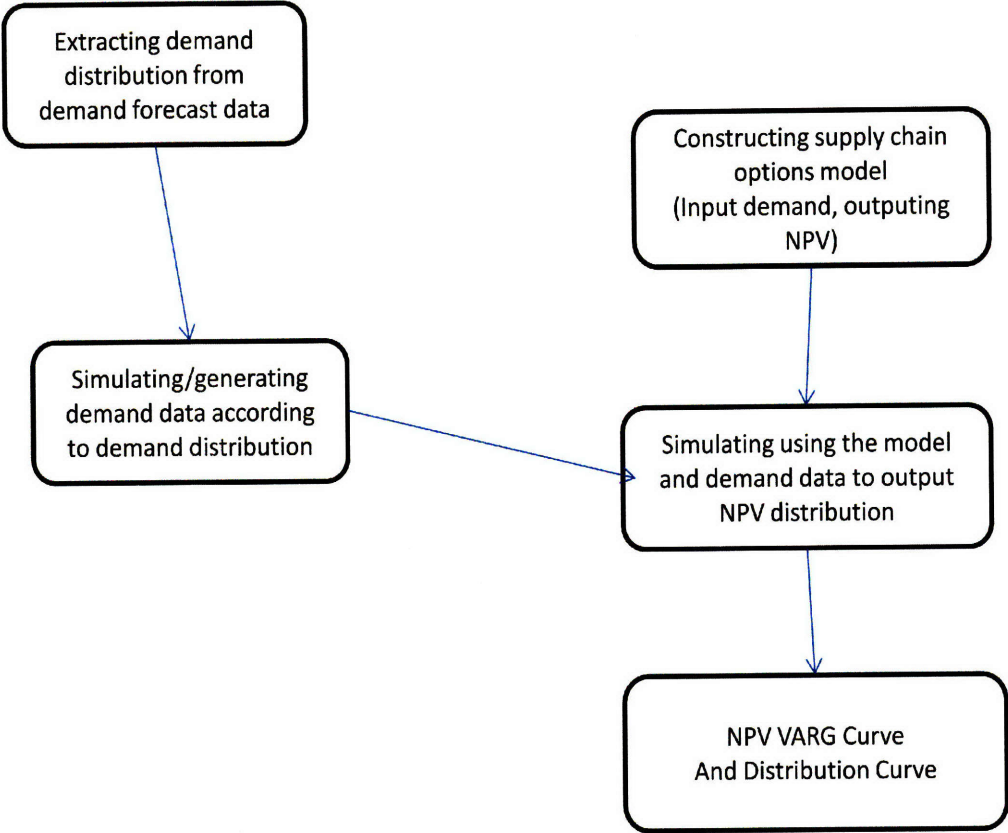 Extracting demand
distribution from
demand forecast data
Constructing supply chain
options model
(Input demand, outputing
NPV)
Simulating/generating
demand data according
to demand distribution
Simulating using the model
and demand data to output
NPV distribution
NPV VARG Curve
And Distribution Curve